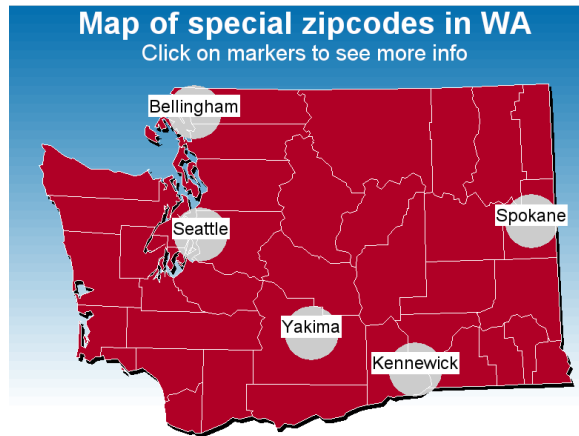 Map of special zipcodes in WA
Click on markers to see more info
Bellingham
Spokane
Seattle
Yakima
Kennewick